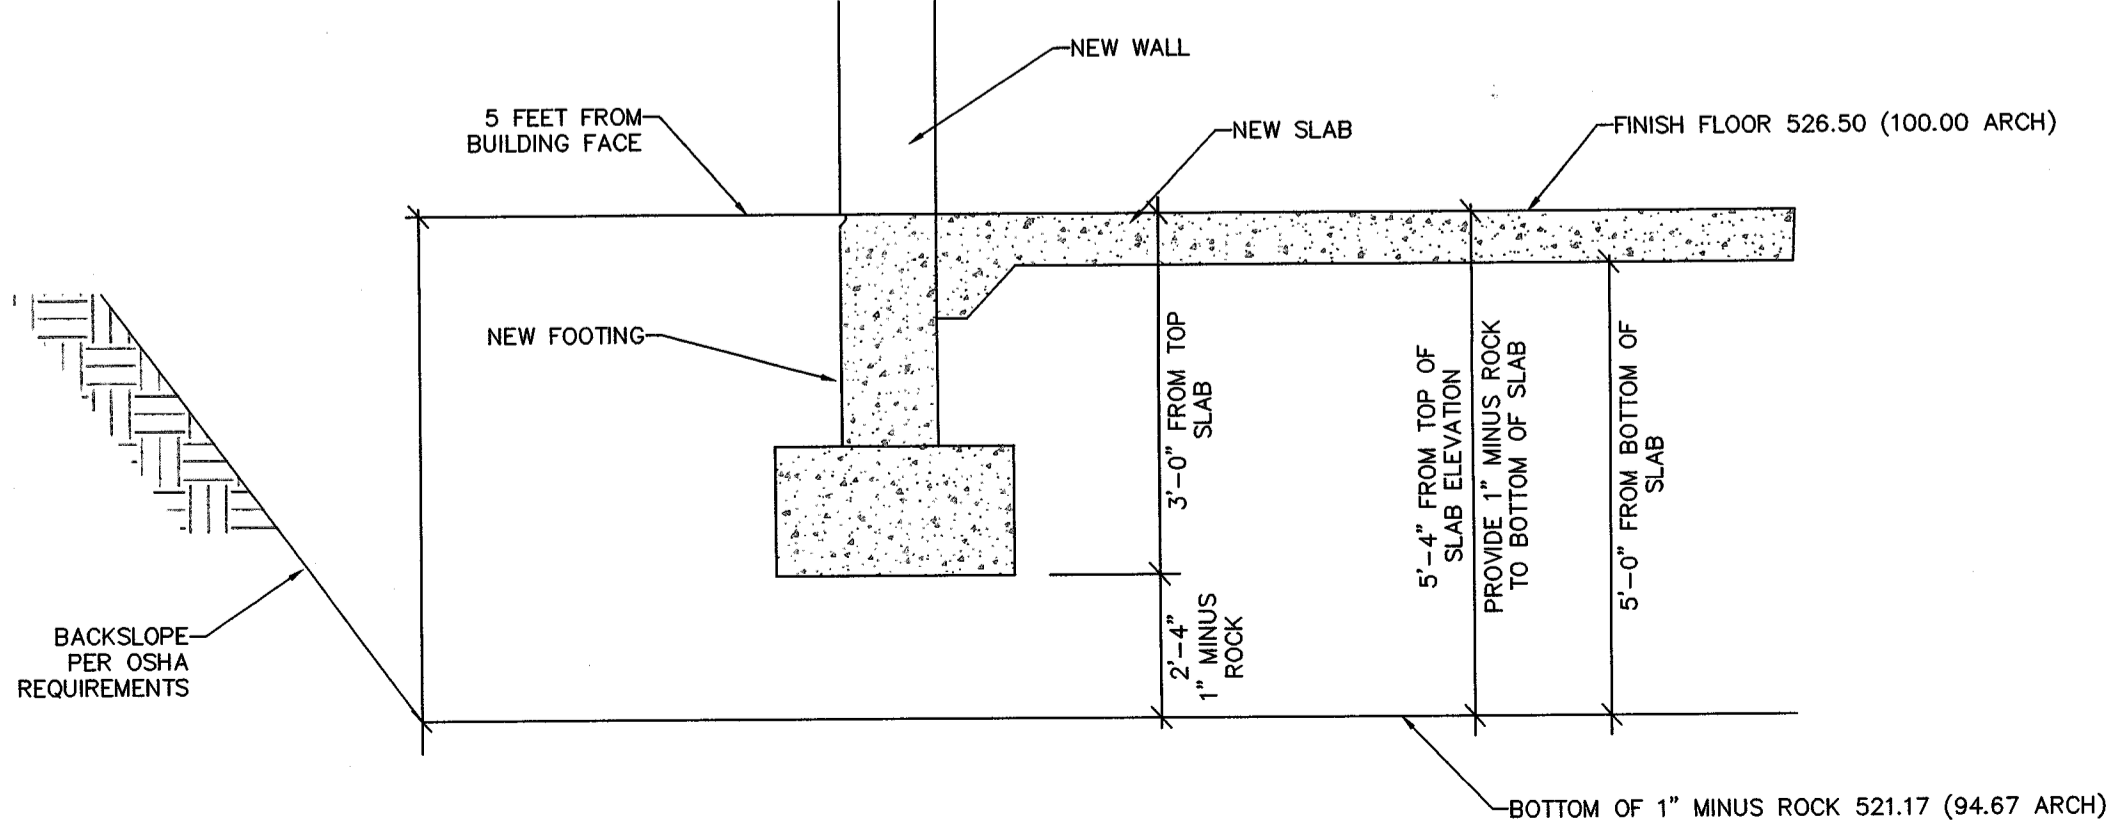 NEW WALL
5 FEET FROM
BUILDING FACE
NEW SLAB
FINISH FLOOR 526.50 (100.00 ARCH)
NEW FOOTING
3'-0" FROM TOP
SLAB
5'-4" FROM TOP OF
SLAB ELEVATION
PROVIDE 1" MINUS ROCK
TO BOTTOM OF SLAB
5'-0" FROM BOTTOM OF
SLAB
2'-4"
1" MINUS
ROCK
BACKSLOPE
PER OSHA
REQUIREMENTS
BOTTOM OF 1" MINUS ROCK 521.17 (94.67 ARCH)